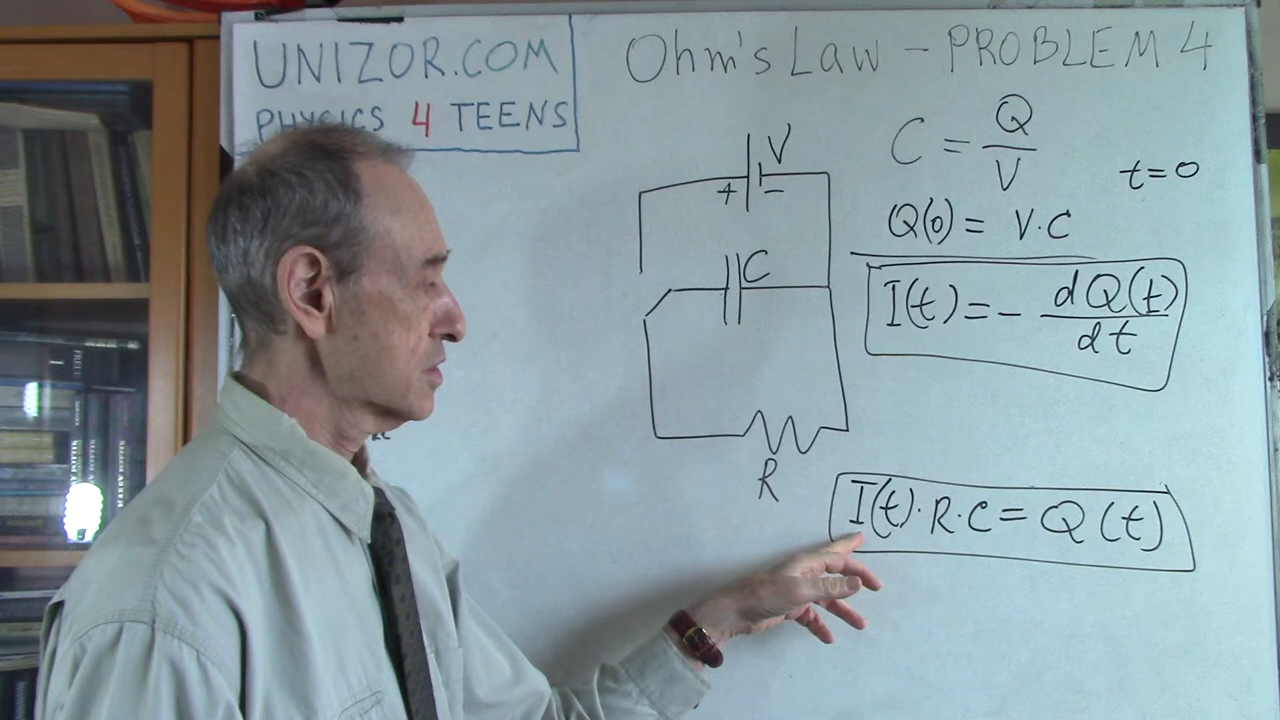 UNIZOR.COM
PHYSICS 4 TEENS
Ohm's Law - PROBLEM 4
C = Q/V
t=0
Q(0) = V·C
I(t) = - dQ(t)/dt
V
+ -
C
R
I(t)·R·C = Q(t)